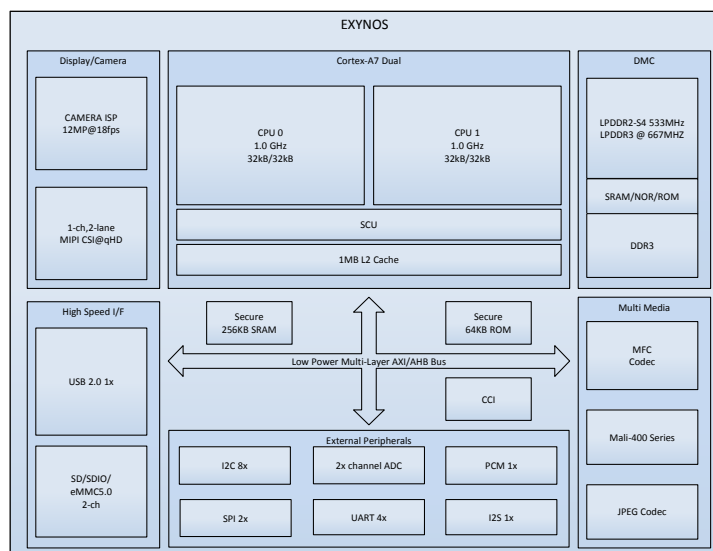 EXYNOS
Display/Camera
CAMERA ISP
12MP@18fps
1-ch,2-lane
MIPI CSI@qHD
Cortex-A7 Dual
CPU 0
1.0 GHz
32kB/32kB
CPU 1
1.0 GHz
32kB/32kB
SCU
1MB L2 Cache
DMC
LPDDR2-S4 533MHz
LPDDR3 @ 667MHZ
SRAM/NOR/ROM
DDR3
High Speed I/F
USB 2.0 1x
SD/SDIO/
eMMC5.0
2-ch
Secure
256KB SRAM
Secure
64KB ROM
Low Power Multi-Layer AXI/AHB Bus
CCI
External Peripherals
I2C 8x
2x channel ADC
PCM 1x
SPI 2x
UART 4x
I2S 1x
Multi Media
MFC
Codec
Mali-400 Series
JPEG Codec